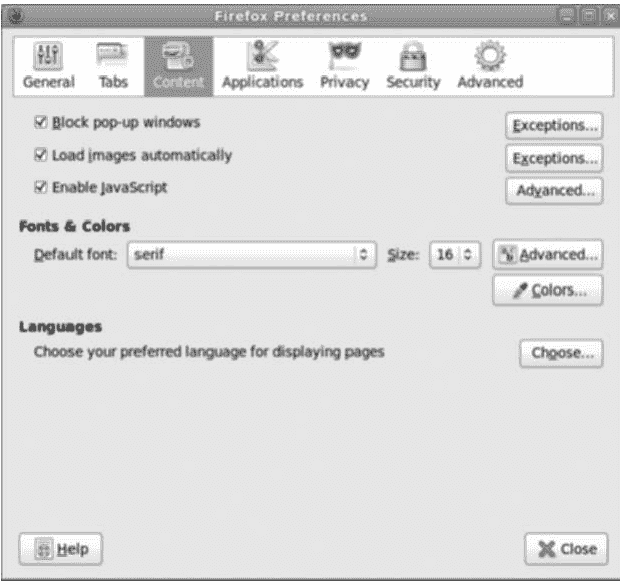 Firefox Preferences
General Tabs Content Applications Privacy Security Advanced
Block pop-up windows Exceptions...
Load images automatically Exceptions...
Enable JavaScript Advanced...
Fonts & Colors
Default font: serif Size: 16 Advanced...
Colors...
Languages
Choose your preferred language for displaying pages Choose...
Help Close